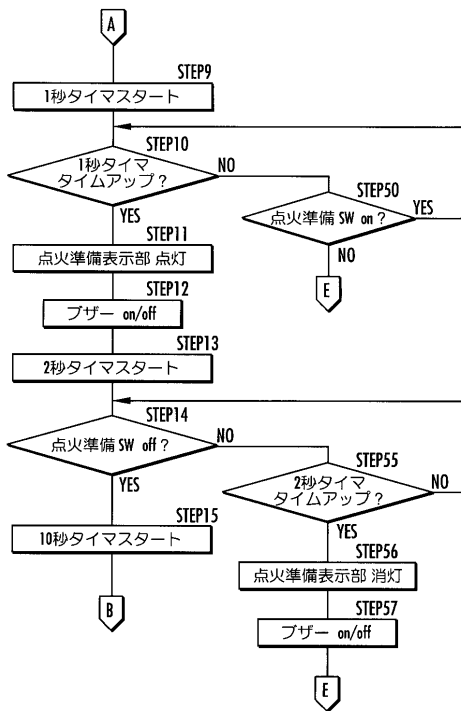 A
STEP9
1秒タイマスタート
STEP10
1秒タイマ
タイムアップ？
NO
YES
STEP50
点火準備 SW on？
YES
NO
E
STEP11
点火準備表示部 点灯
STEP12
ブザー on/off
STEP13
2秒タイマスタート
STEP14
点火準備 SW off？
NO
YES
STEP55
2秒タイマ
タイムアップ？
NO
YES
STEP15
10秒タイマスタート
B
STEP56
点火準備表示部 消灯
STEP57
ブザー on/off
E